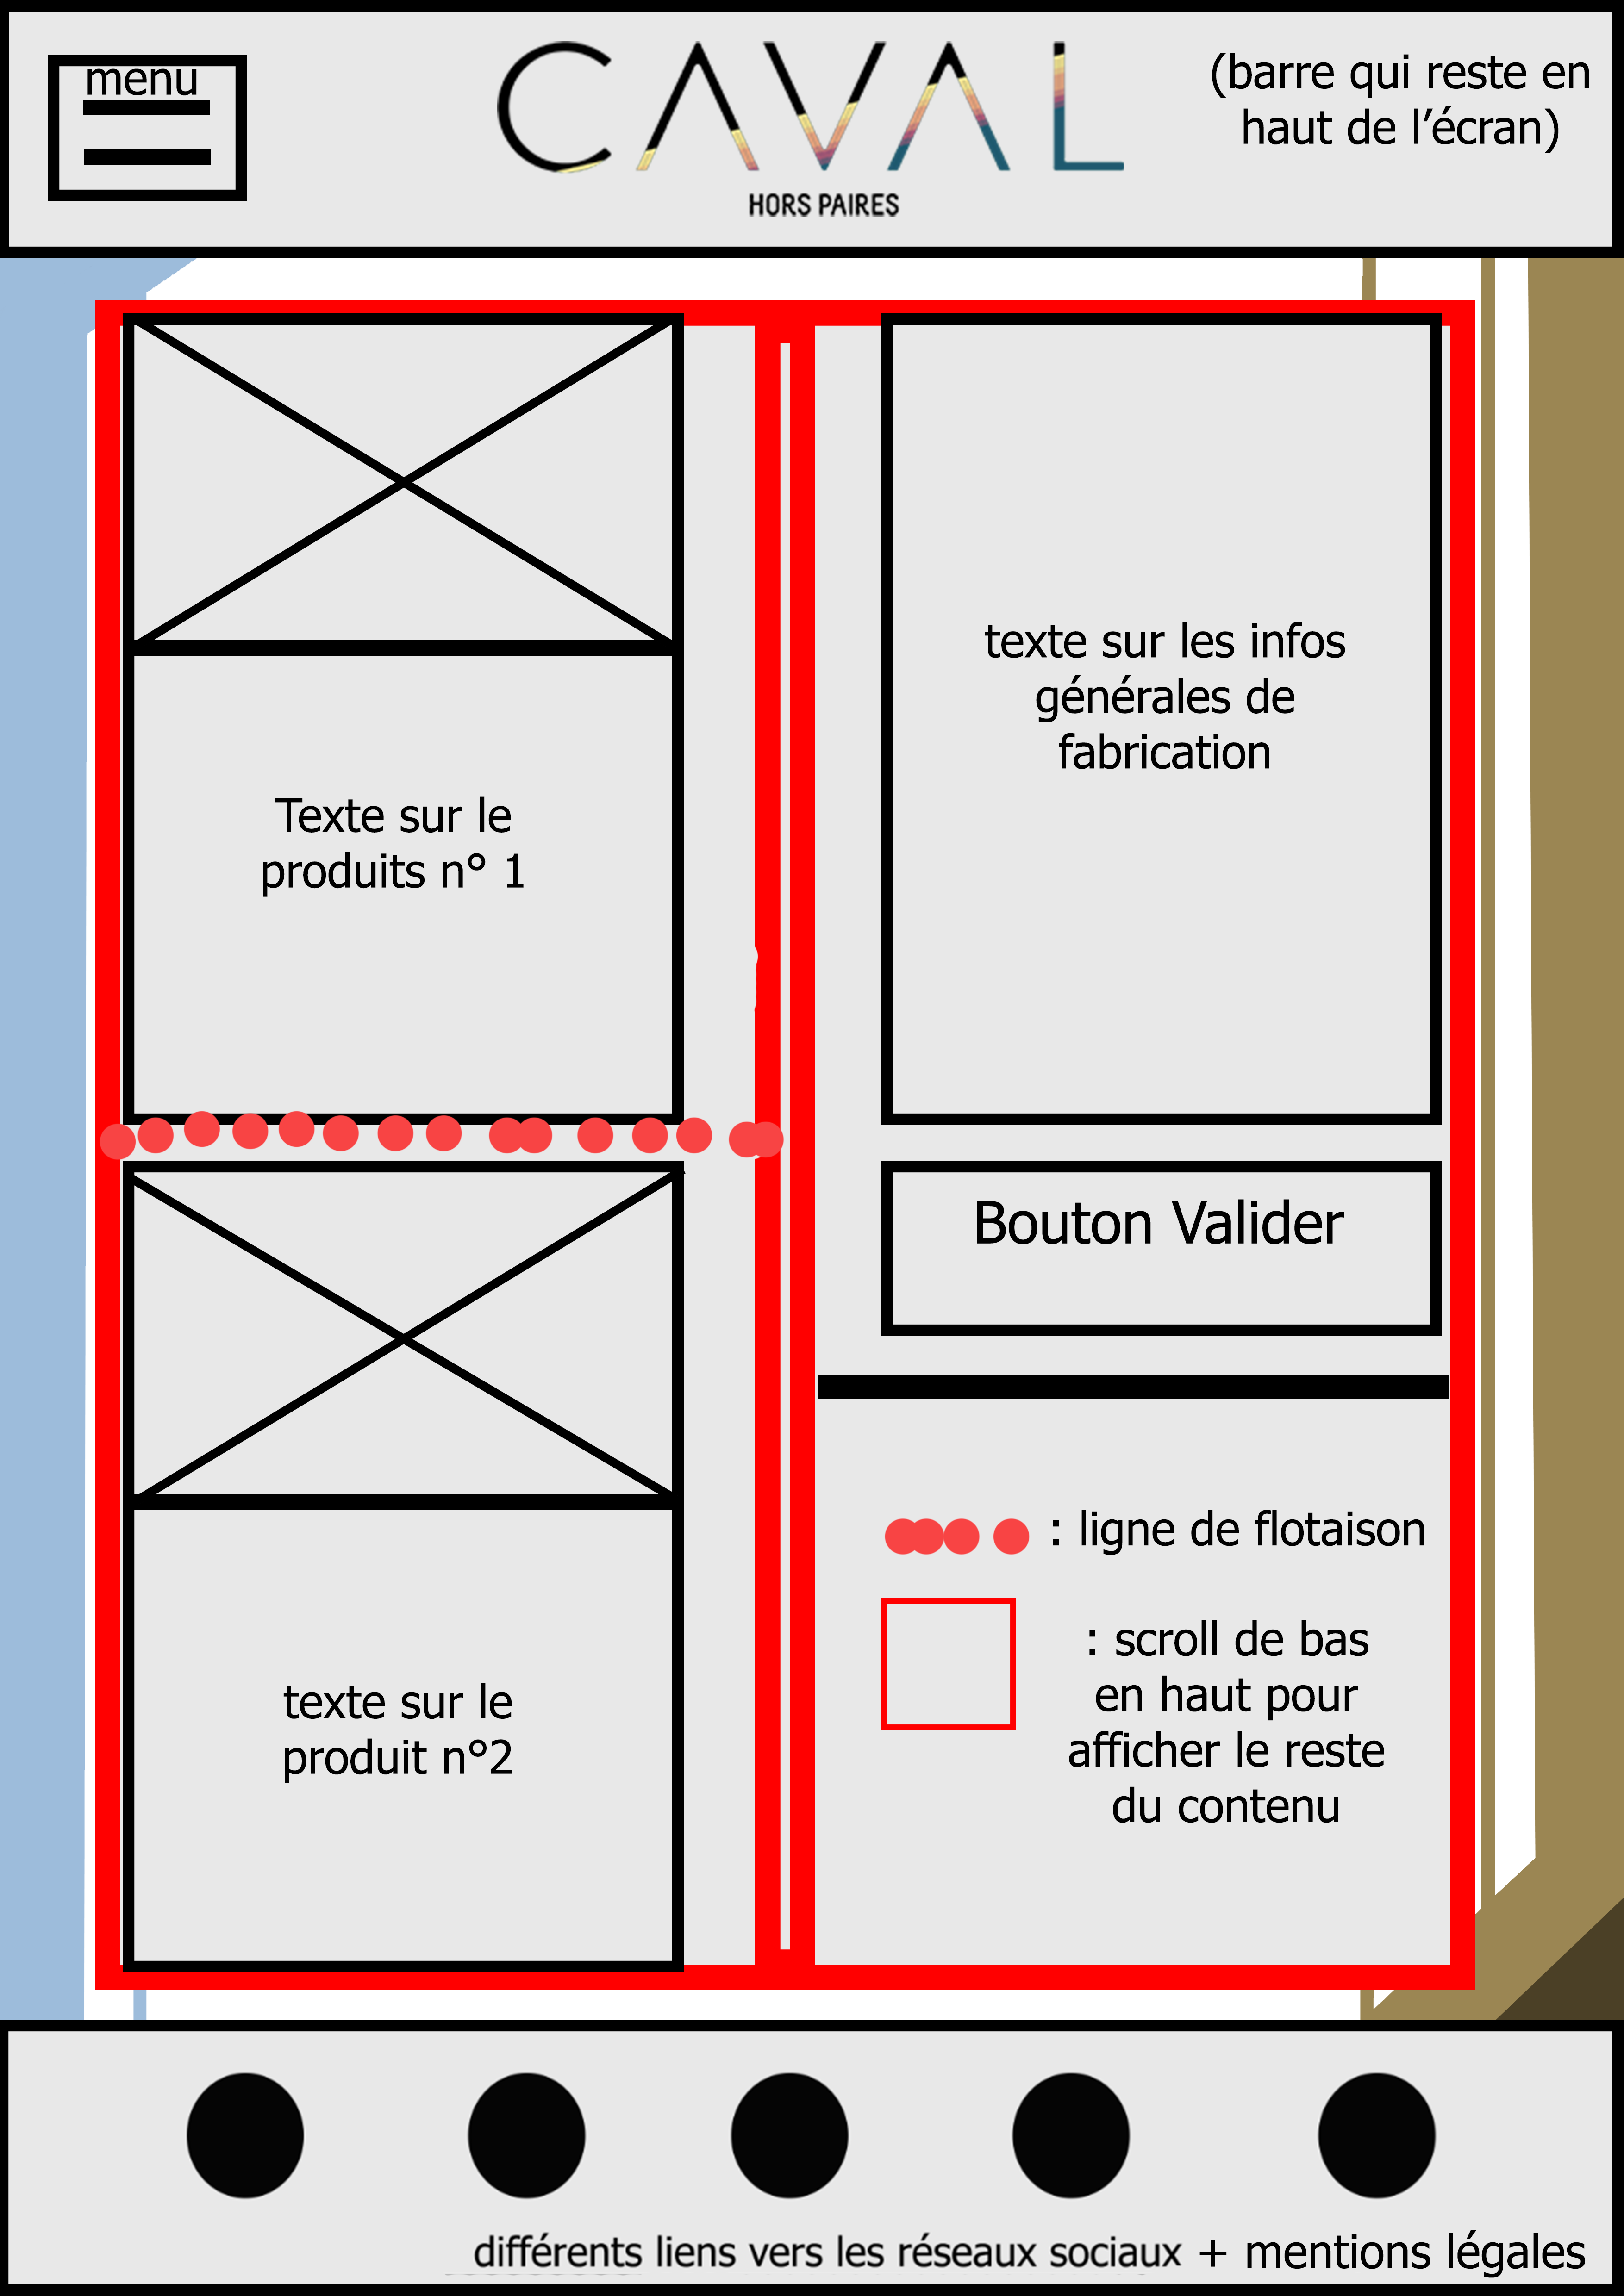 menu
CAVAL
HORS PAIRES
(barre qui reste en
haut de l’écran)
Texte sur le
produits n° 1
texte sur le
produit n°2
texte sur les infos
générales de
fabrication
Bouton Valider
: ligne de flotaison
: scroll de bas
en haut pour
afficher le reste
du contenu
différents liens vers les réseaux sociaux + mentions légales